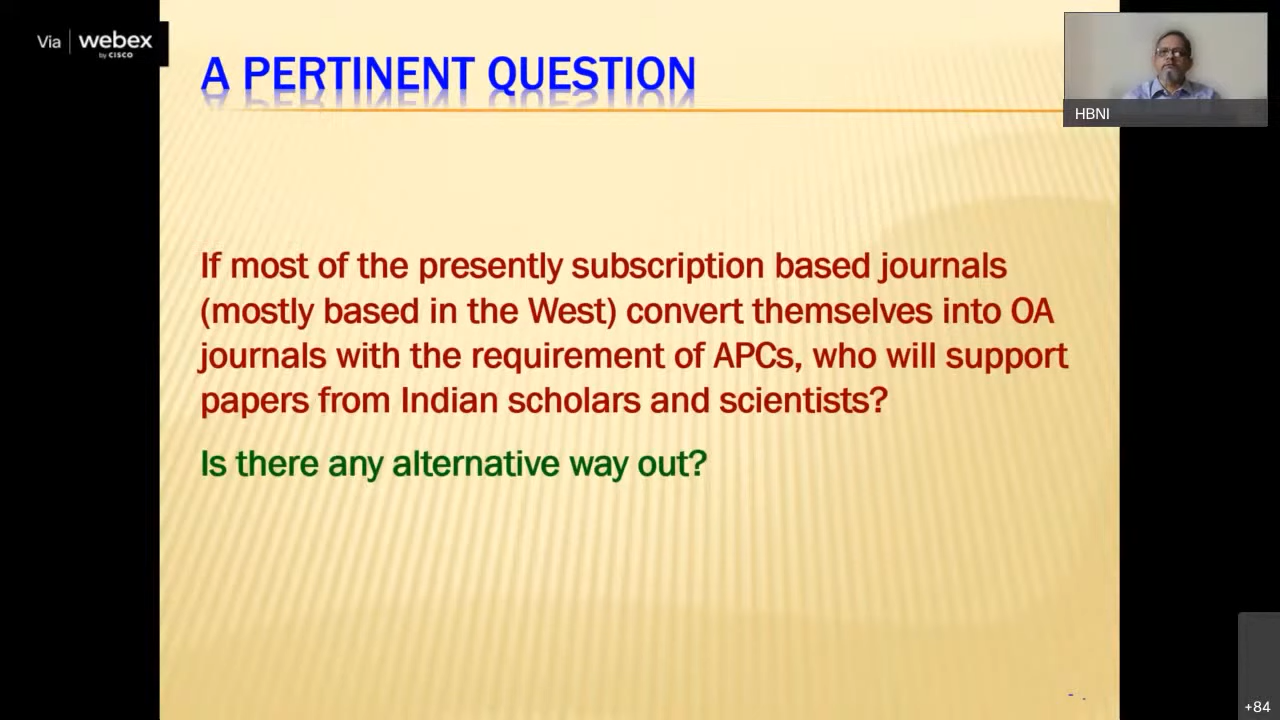 Via webex
by CISCO
A PERTINENT QUESTION
HBNI
If most of the presently subscription based journals
(mostly based in the West) convert themselves into OA
journals with the requirement of APCs, who will support
papers from Indian scholars and scientists?
Is there any alternative way out?
+84